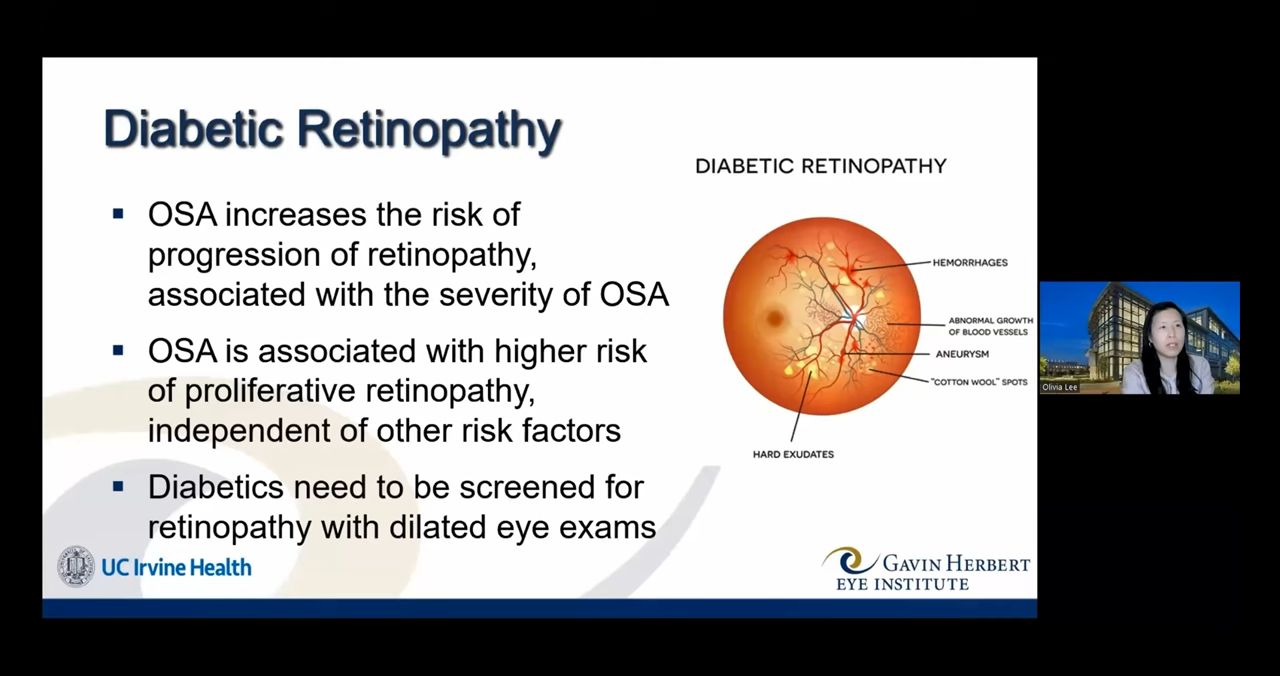 Diabetic Retinopathy
▪ OSA increases the risk of
progression of retinopathy,
associated with the severity of OSA
▪ OSA is associated with higher risk
of proliferative retinopathy,
independent of other risk factors
▪ Diabetics need to be screened for
retinopathy with dilated eye exams
DIABETIC RETINOPATHY
HEMORRHAGES
ABNORMAL GROWTH
OF BLOOD VESSELS
ANEURYSM
"COTTON WOOL" SPOTS
HARD EXUDATES
UC Irvine Health
GAVIN HERBERT
EYE INSTITUTE
Olivia Lee